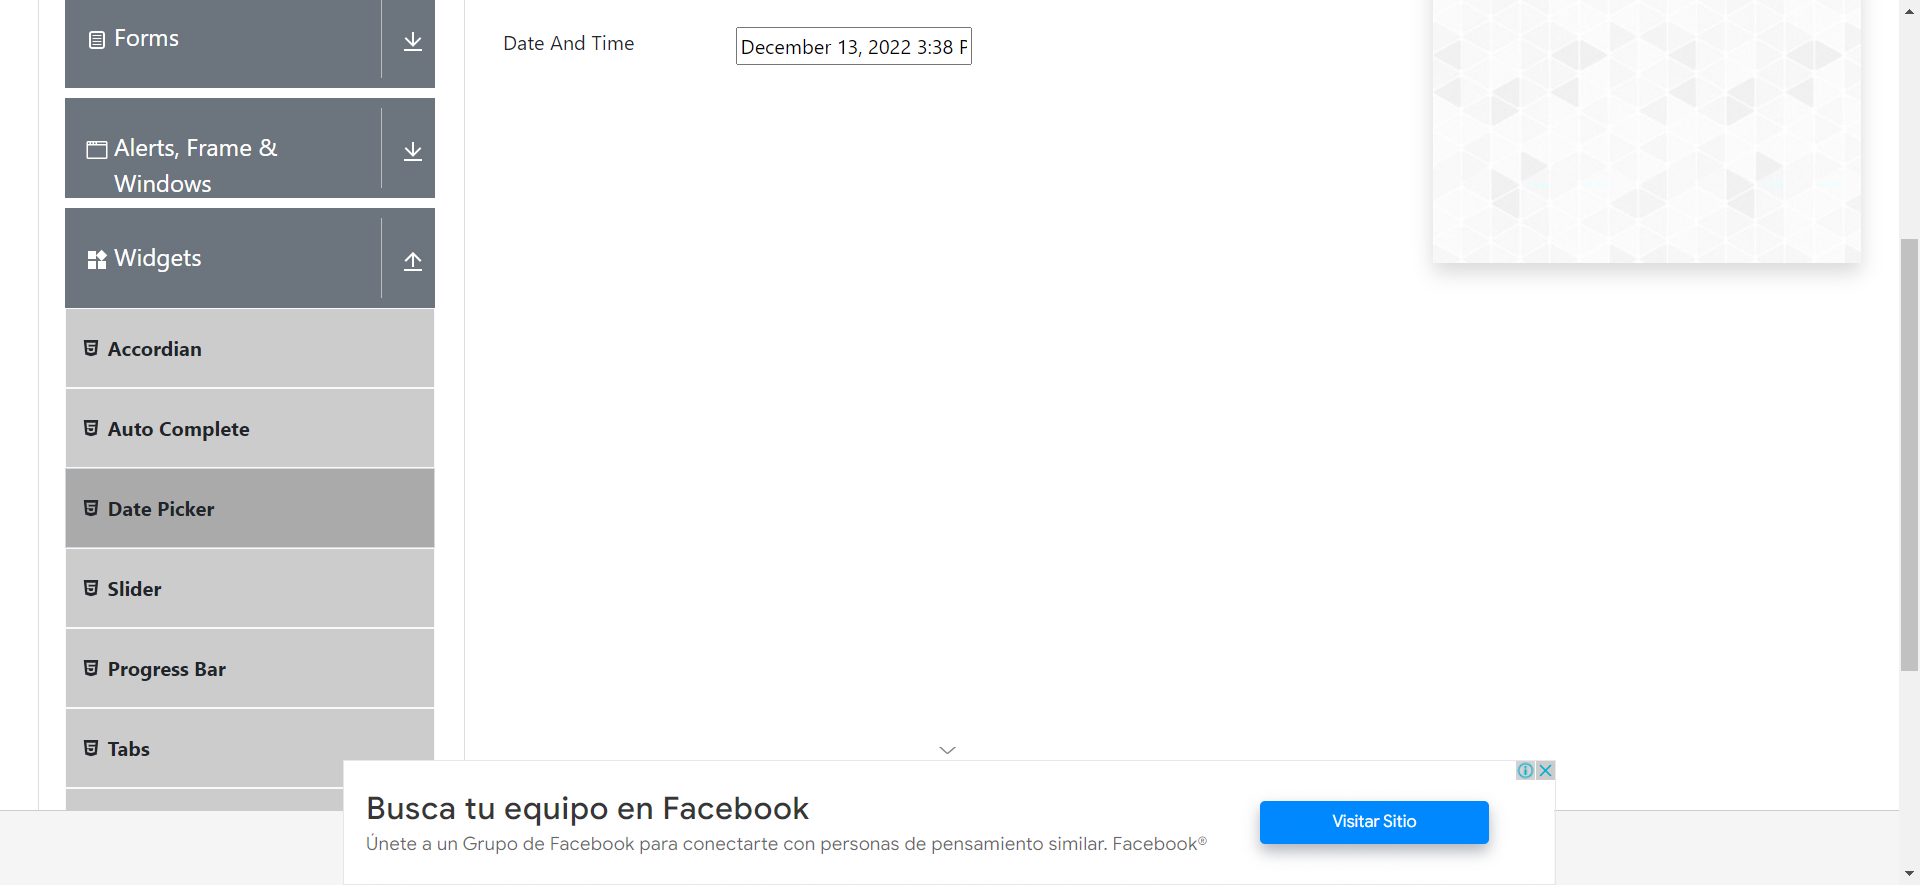 Forms
Date And Time
December 13, 2022 3:38 P
Alerts, Frame &
Windows
Widgets
Accordian
Auto Complete
Date Picker
Slider
Progress Bar
Tabs
Busca tu equipo en Facebook
Únete a un Grupo de Facebook para conectarte con personas de pensamiento similar. Facebook®
Visitar Sitio